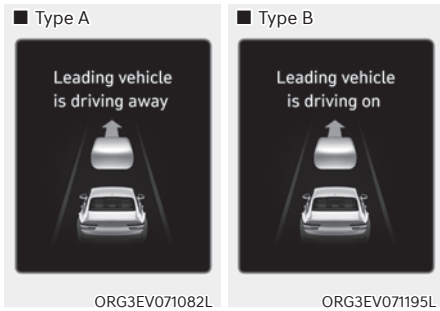 ■ Type A
Leading vehicle
is driving away
ORG3EV071082L
■ Type B
Leading vehicle
is driving on
ORG3EV071195L